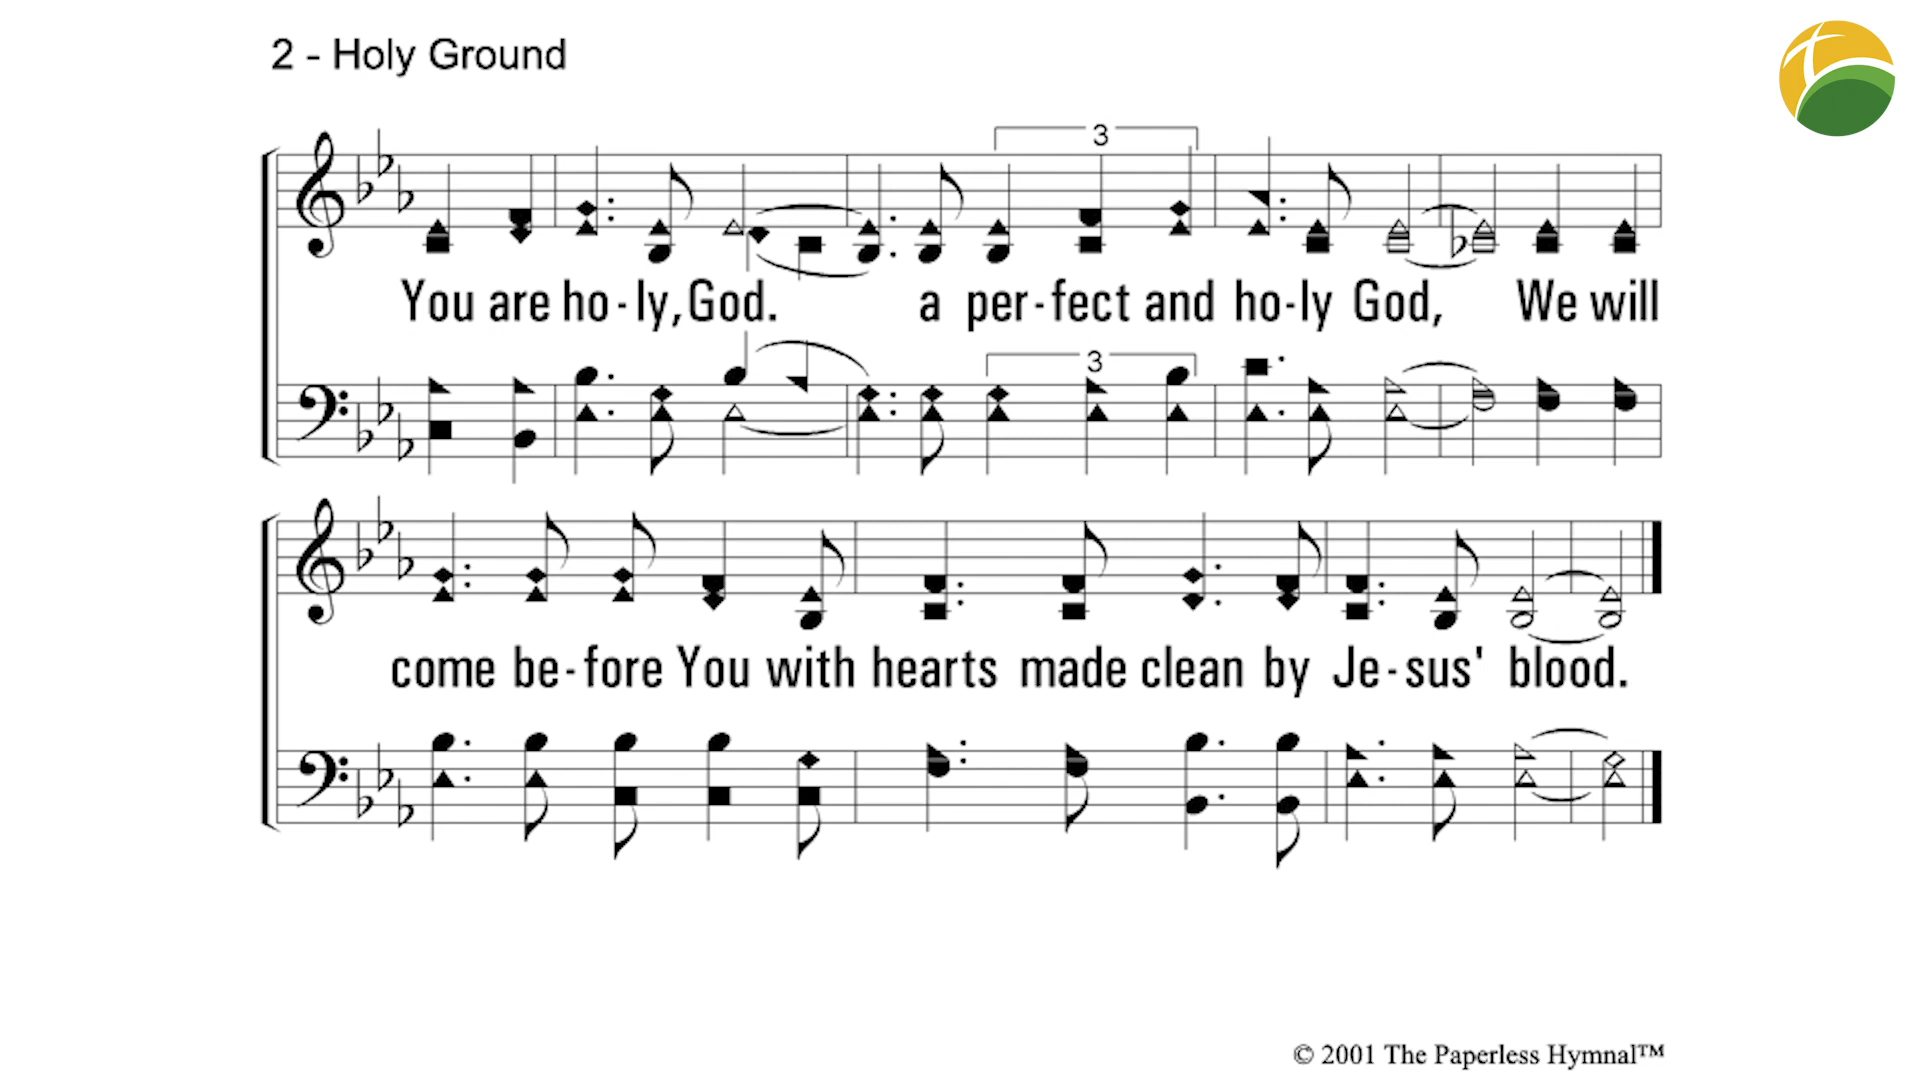 2 - Holy Ground
3
You are ho-ly, God. a per-fect and ho-ly God, We will
3
come be-fore You with hearts made clean by Je-sus' blood.
© 2001 The Paperless Hymnal™